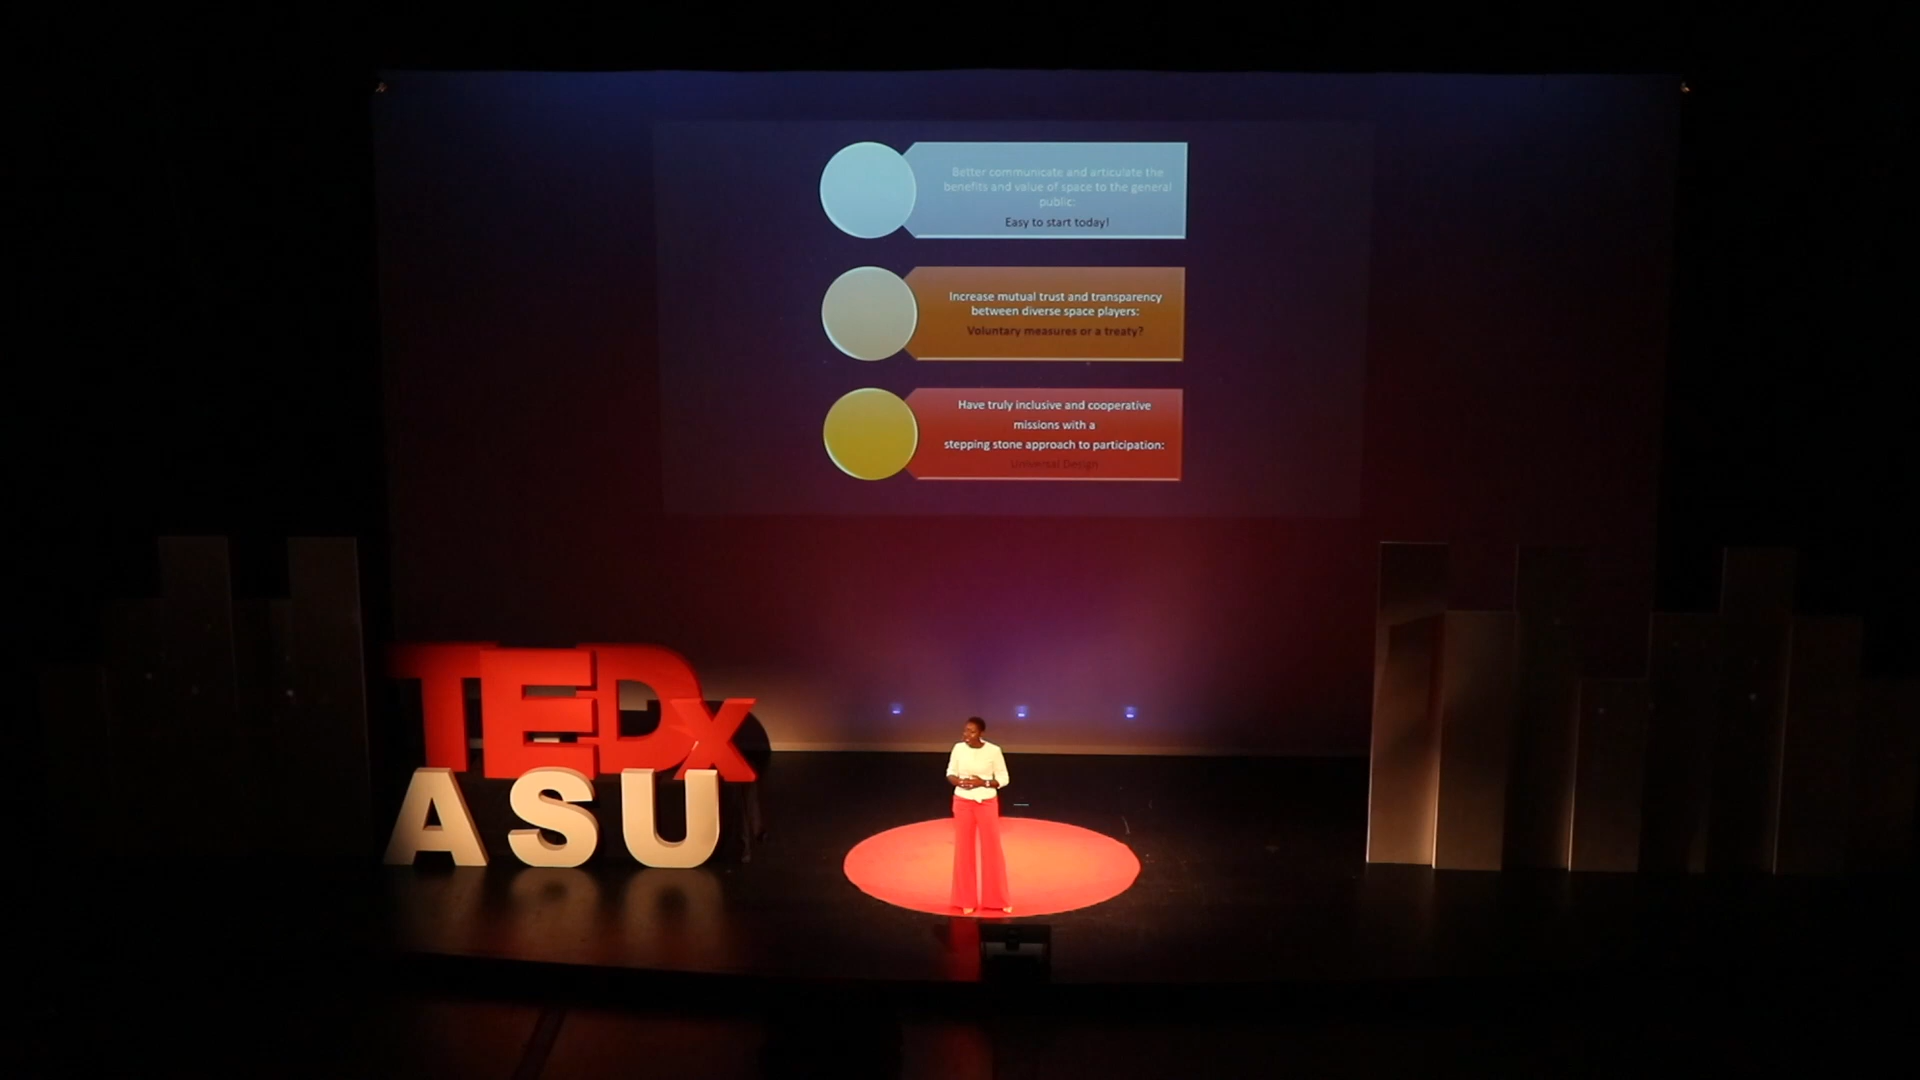 Better communicate and articulate the
benefits and value of space to the general
public:
Easy to start today!
Increase mutual trust and transparency
between diverse space players:
Voluntary measures or a treaty?
Have truly inclusive and cooperative
missions with a
stepping stone approach to participation:
Universal Design
TEDx
ASU